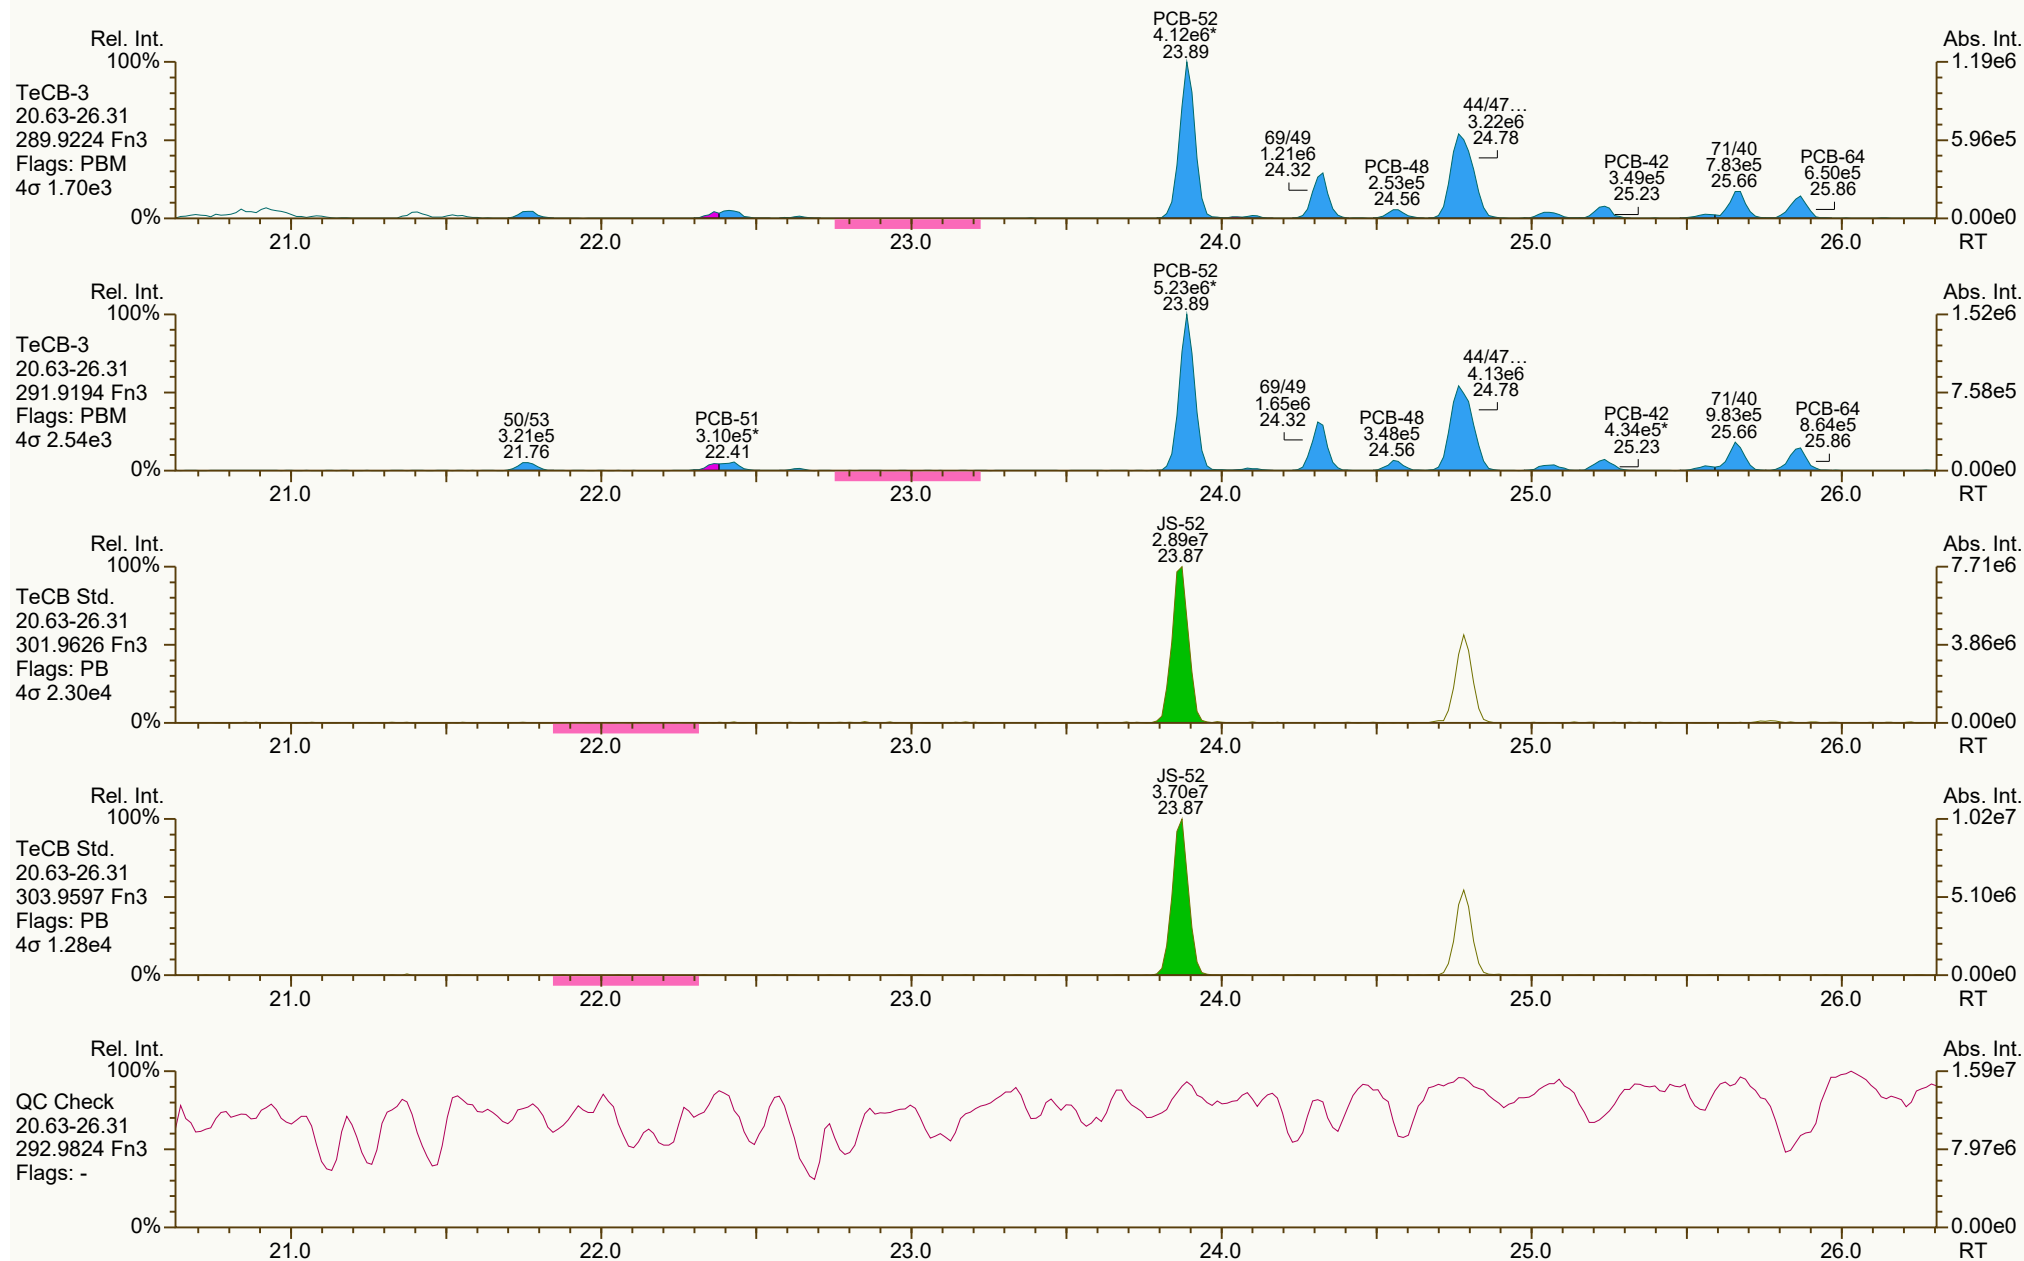 Rel. Int.
100%
0%
TeCB-3
20.63-26.31
289.9224 Fn3
Flags: PBM
4σ 1.70e3
PCB-52
4.12e6*
23.89
69/49
1.21e6
24.32
PCB-48
2.53e5
24.56
44/47...
3.22e6
24.78
PCB-42
3.49e5
25.23
71/40
7.83e5
25.66
PCB-64
6.50e5
25.86
Abs. Int.
1.19e6
5.96e5
0.00e0
21.0 22.0 23.0 24.0 25.0 26.0 RT
Rel. Int.
100%
0%
TeCB-3
20.63-26.31
291.9194 Fn3
Flags: PBM
4σ 2.54e3
50/53
3.21e5
21.76
PCB-51
3.10e5*
22.41
PCB-52
5.23e6*
23.89
69/49
1.65e6
24.32
PCB-48
3.48e5
24.56
44/47...
4.13e6
24.78
PCB-42
4.34e5*
25.23
71/40
9.83e5
25.66
PCB-64
8.64e5
25.86
Abs. Int.
1.52e6
7.58e5
0.00e0
21.0 22.0 23.0 24.0 25.0 26.0 RT
Rel. Int.
100%
0%
TeCB Std.
20.63-26.31
301.9626 Fn3
Flags: PB
4σ 2.30e4
JS-52
2.89e7
23.87
Abs. Int.
7.71e6
3.86e6
0.00e0
21.0 22.0 23.0 24.0 25.0 26.0 RT
Rel. Int.
100%
0%
TeCB Std.
20.63-26.31
303.9597 Fn3
Flags: PB
4σ 1.28e4
JS-52
3.70e7
23.87
Abs. Int.
1.02e7
5.10e6
0.00e0
21.0 22.0 23.0 24.0 25.0 26.0 RT
Rel. Int.
100%
0%
QC Check
20.63-26.31
292.9824 Fn3
Flags: -
Abs. Int.
1.59e7
7.97e6
0.00e0
21.0 22.0 23.0 24.0 25.0 26.0 RT